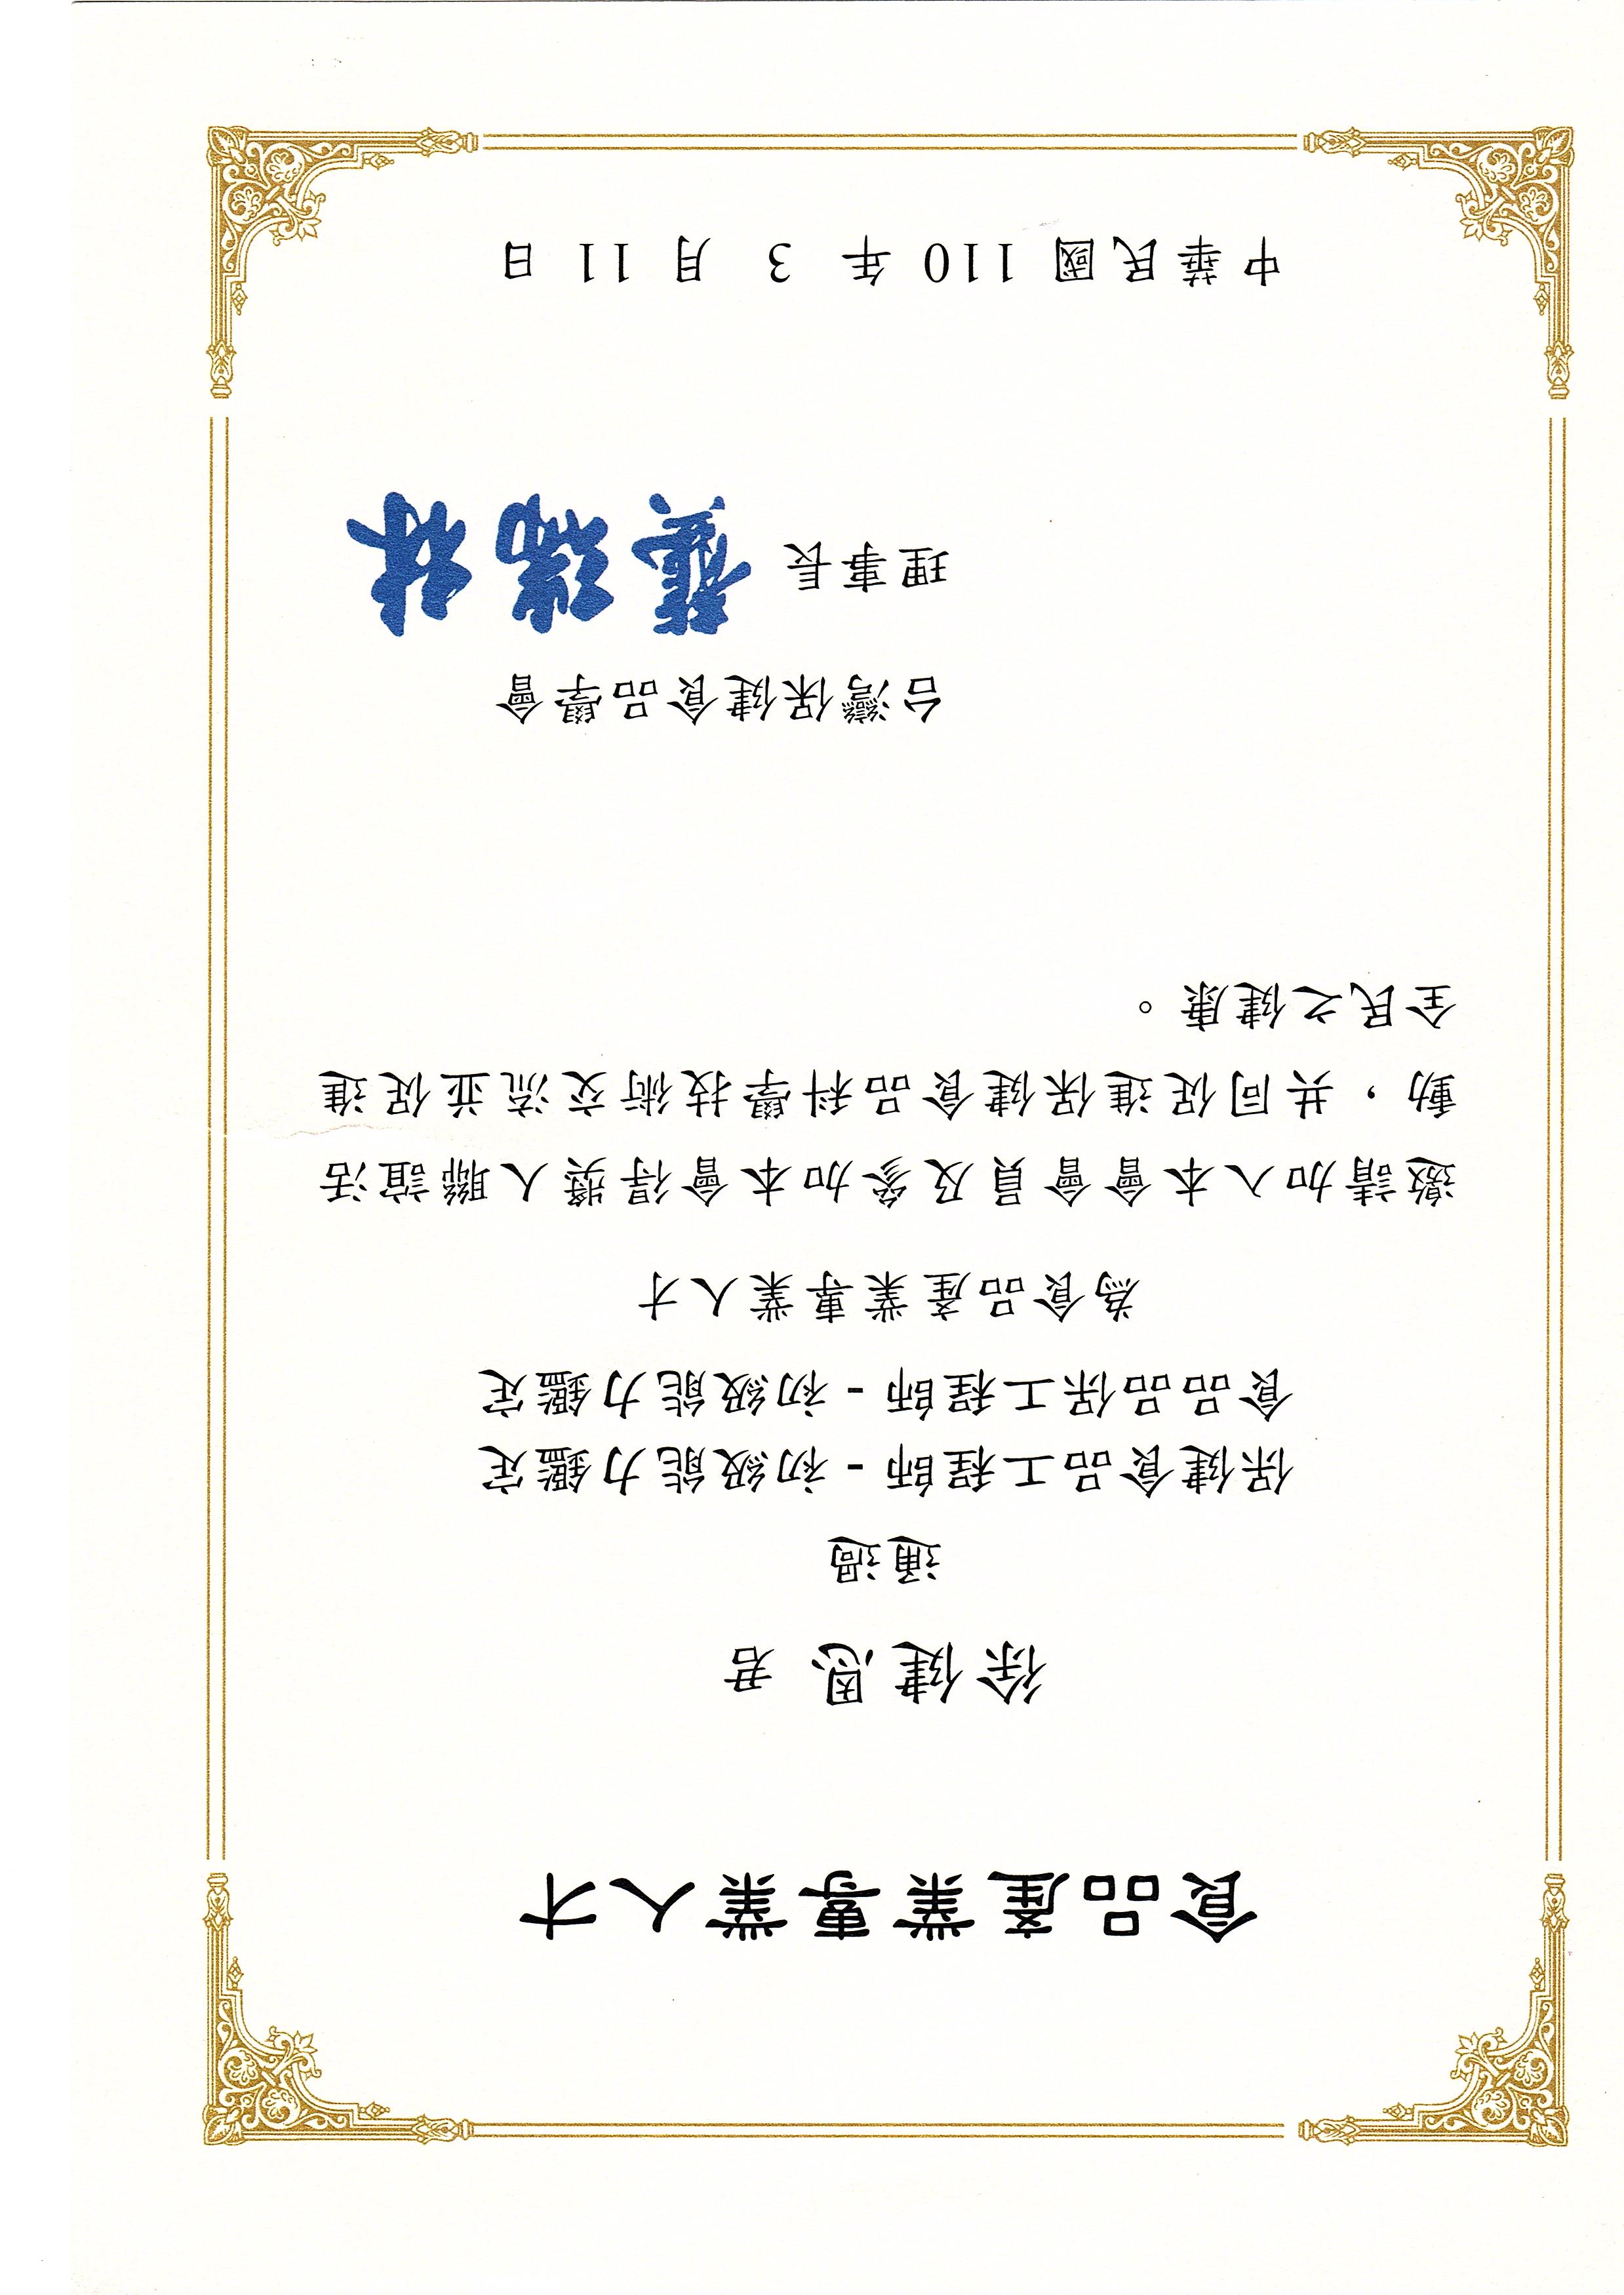 食品產業專業人才
徐健恩 君
通過
保健食品工程師 - 初級能力鑑定
食品品保工程師 - 初級能力鑑定
為食品產業專業人才
邀請加入本會會員及參加本會得獎人聯誼活
動，共同促進保健食品科學技術交流並促進
全民之健康。
台灣保健食品學會
理事長 龔瑞林
中華民國 110 年 3 月 11 日